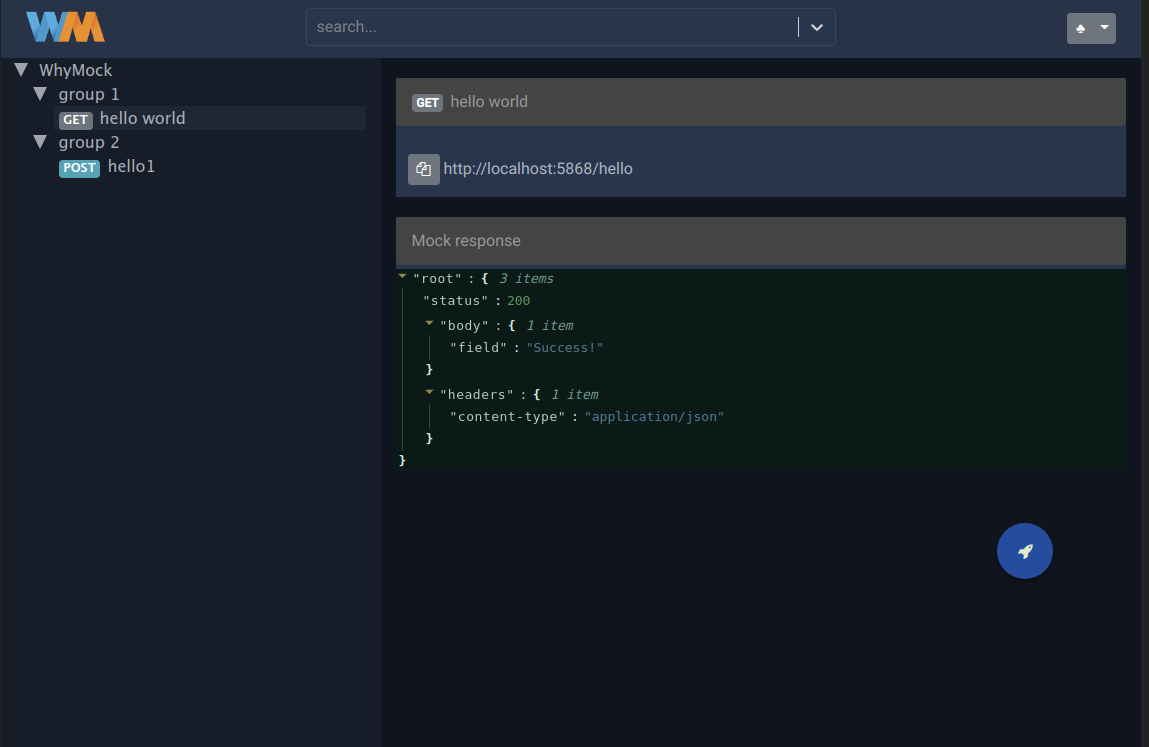 WM
search...
WhyMock
group 1
GET hello world
group 2
POST hello1
GET hello world
http://localhost:5868/hello
Mock response
"root" : { 3 items
"status" : 200
"body" : { 1 item
"field" : "Success!"
}
"headers" : { 1 item
"content-type" : "application/json"
}
}